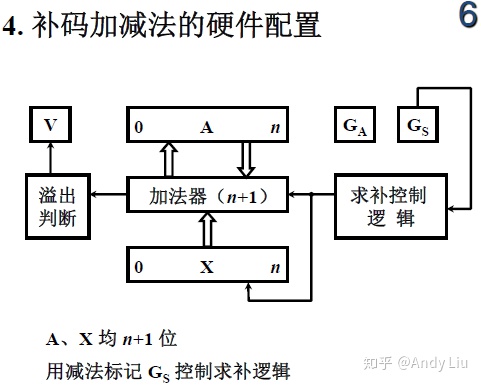 4. 补码加减法的硬件配置
6
V
0 A n
G_A
G_S
溢出
判断
加法器（n+1）
求补控制
逻 辑
0 X n
A、X 均 n+1 位
用减法标记 G_S 控制求补逻辑
知乎 @Andy Liu